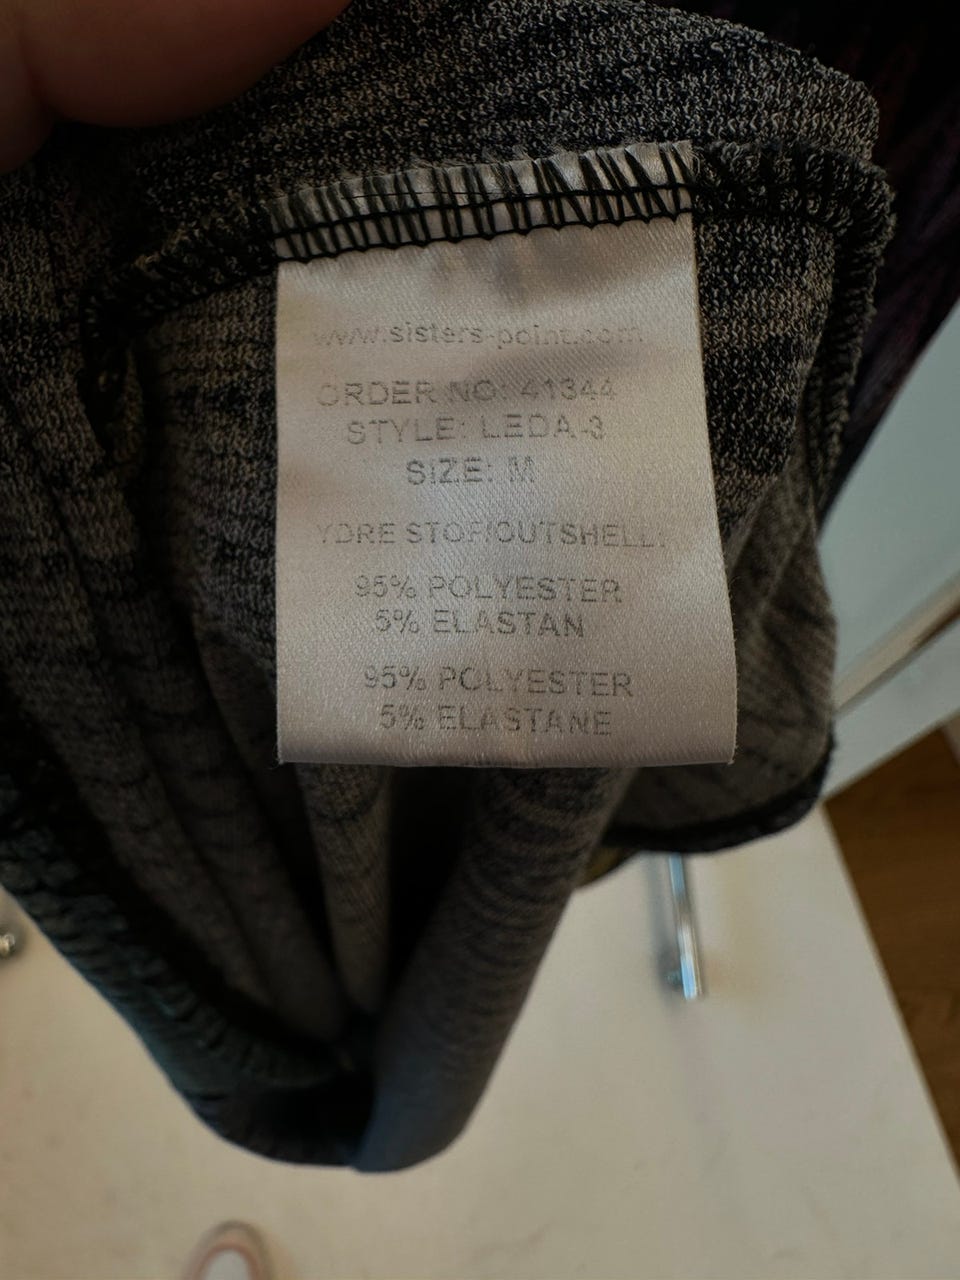 www.sisters-point.com
ORDER NO: 41344
STYLE: LEDA-3
SIZE: M
YDRE STOF/OUTSHELL:
95% POLYESTER
5% ELASTAN
95% POLYESTER
5% ELASTANE